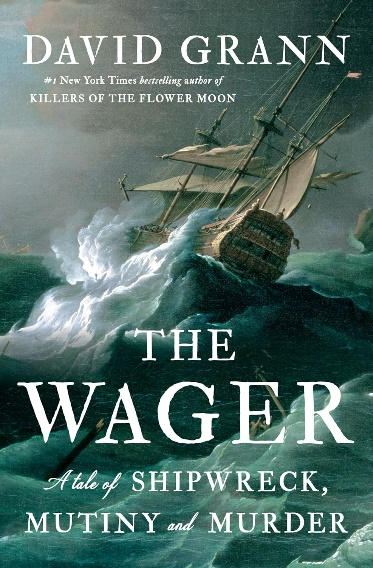 DAVID GRANN
#1 New York Times bestselling author of
KILLERS OF THE FLOWER MOON
THE
WAGER
A tale of SHIPWRECK,
MUTINY and MURDER